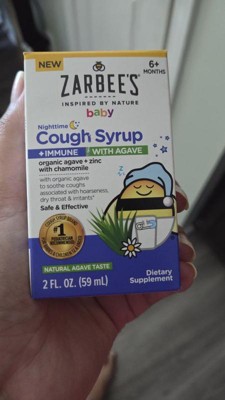 NEW
ZARBEE'S
INSPIRED BY NATURE
baby
6+
MONTHS
Nighttime
Cough Syrup
+IMMUNE WITH AGAVE
organic agave + zinc
with chamomile
with organic agave
to soothe coughs
associated with hoarseness,
dry throat & irritants*
Safe & Effective
#1
PEDIATRICIAN
RECOMMENDED
NATURAL AGAVE TASTE
2 FL. OZ. (59 mL)
Dietary
Supplement